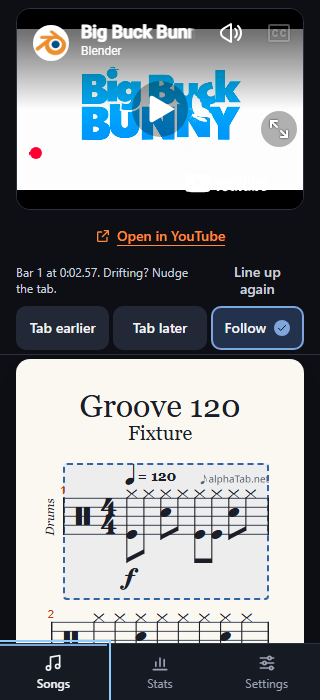 Big Buck Bunn
Blender
CC
Big Buck
BUNNY
YouTube
Open in YouTube
Bar 1 at 0:02.57. Drifting? Nudge
the tab.
Line up
again
Tab earlier
Tab later
Follow
Groove 120
Fixture
= 120
alphaTab.net
1
Drums
4
4
f
2
Songs
Stats
Settings